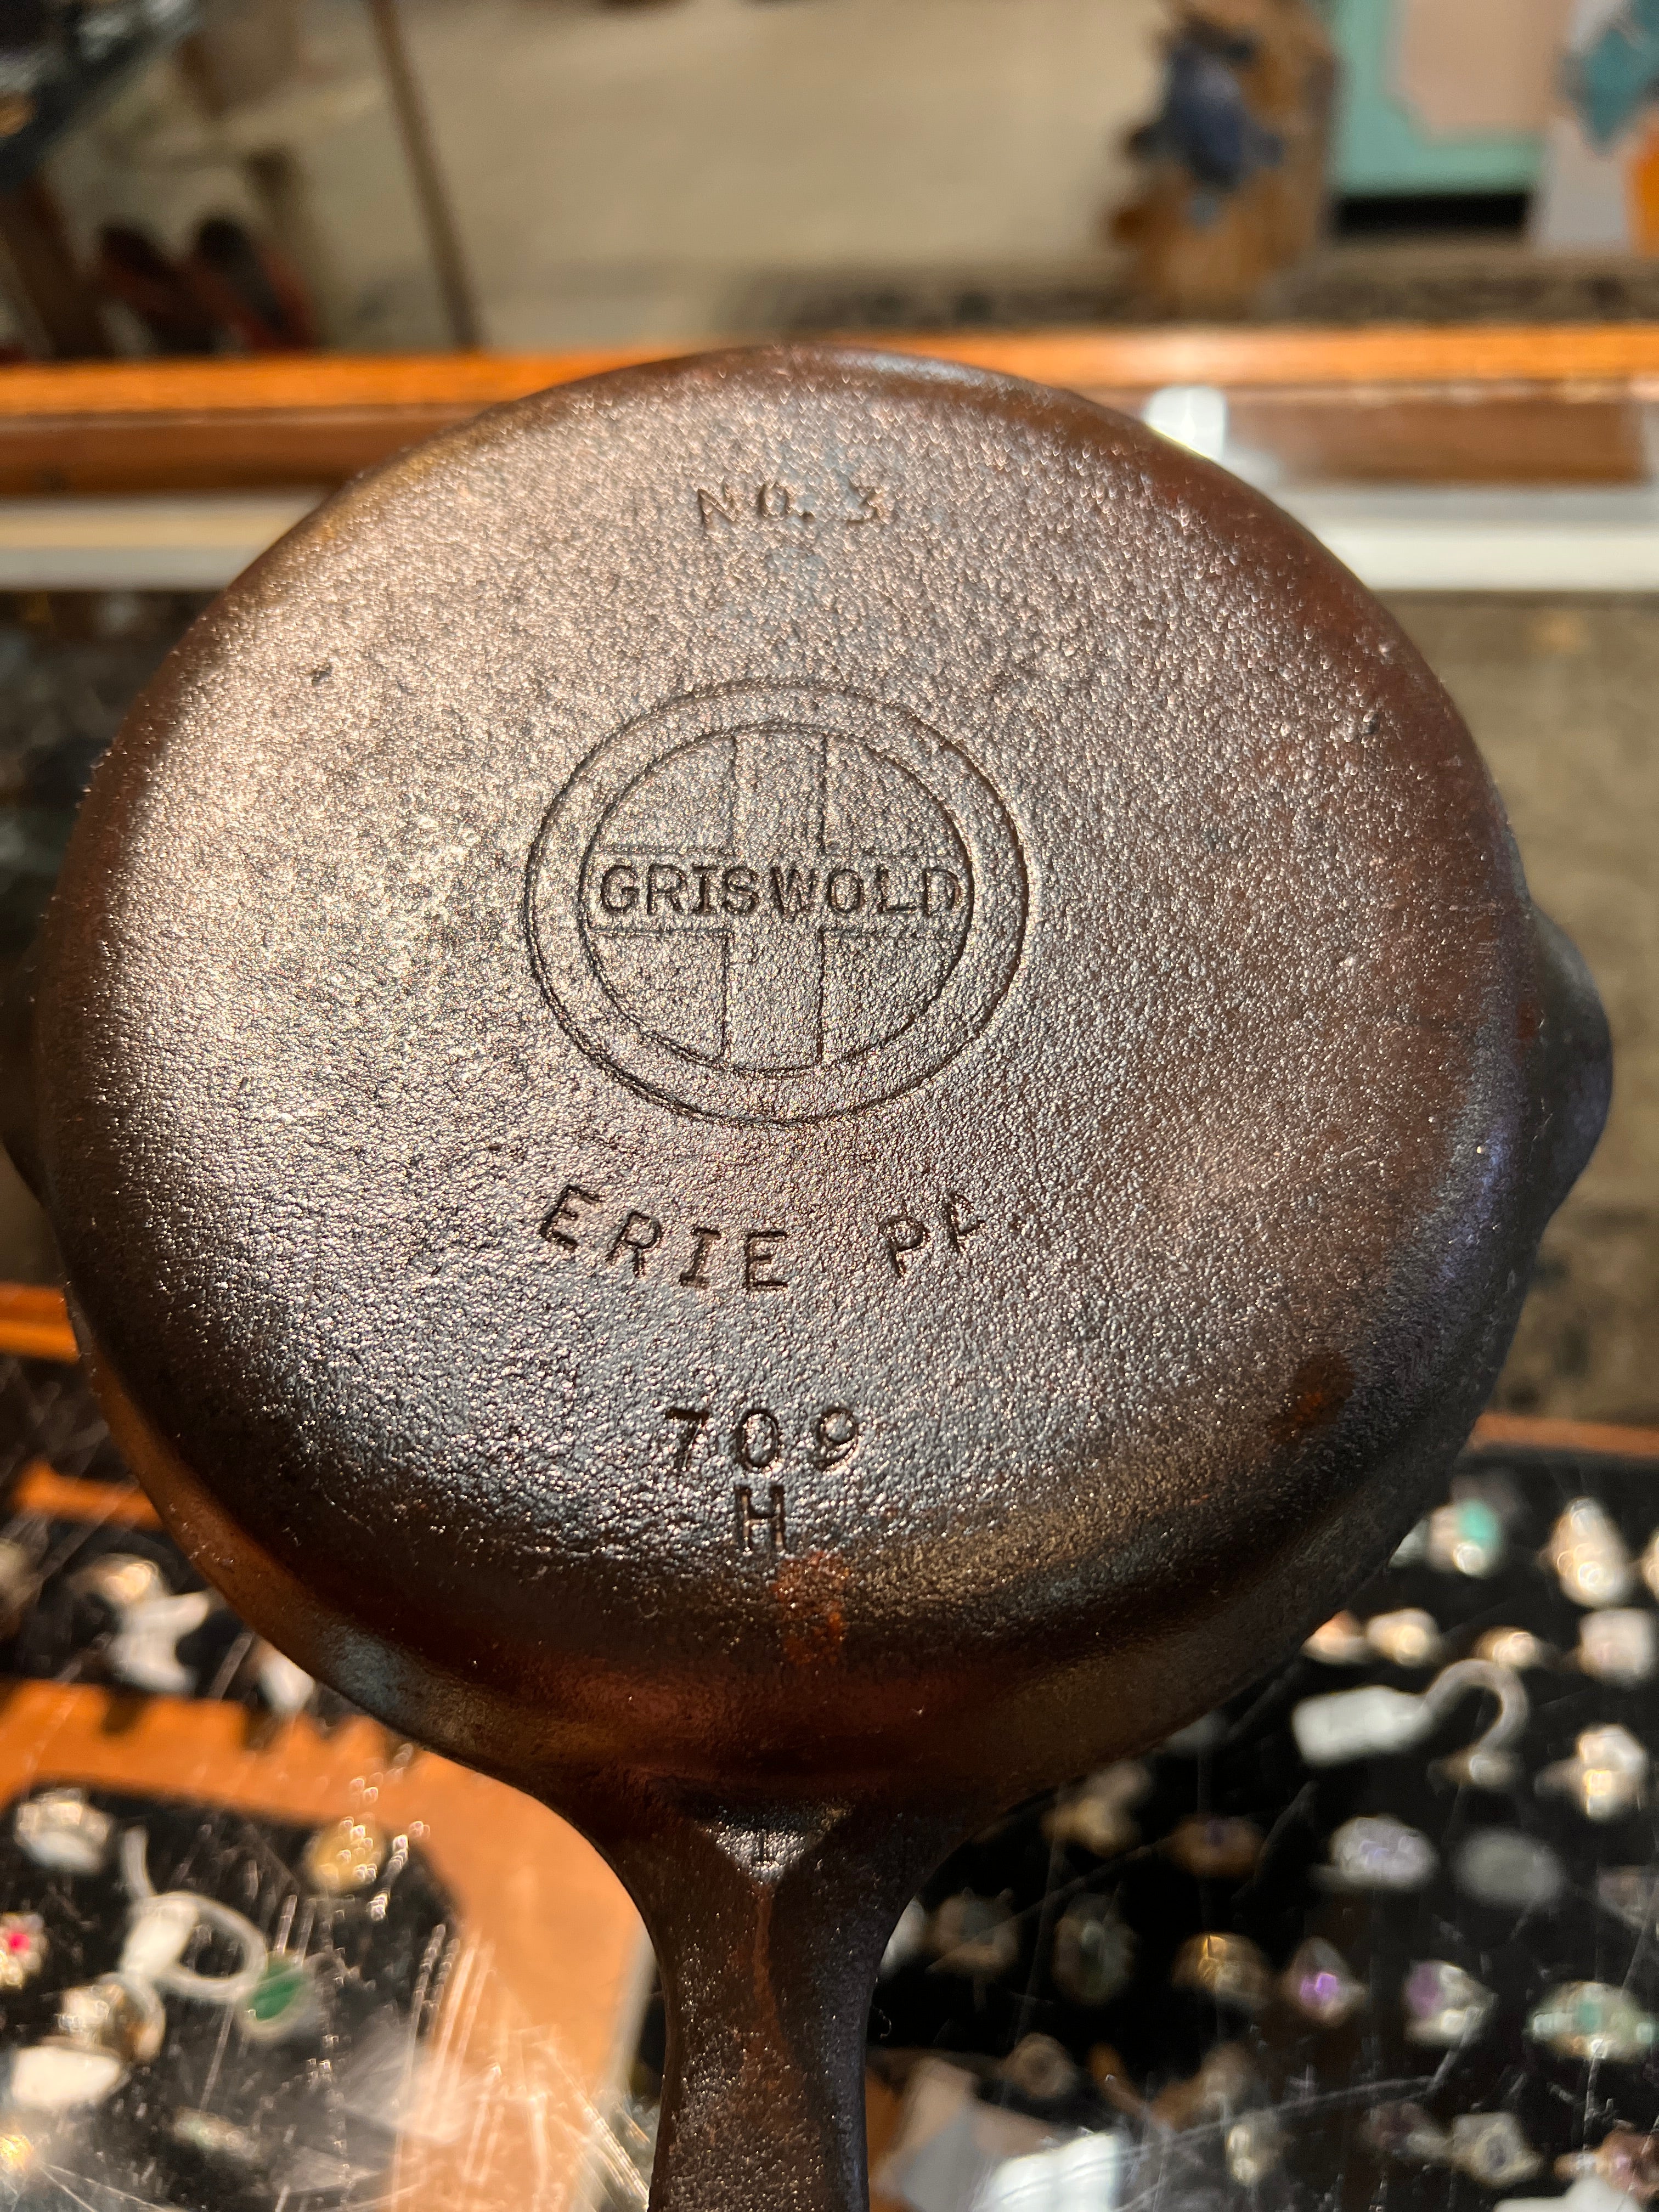 NO. 3
GRISWOLD
ERIE PA.
709
H
I